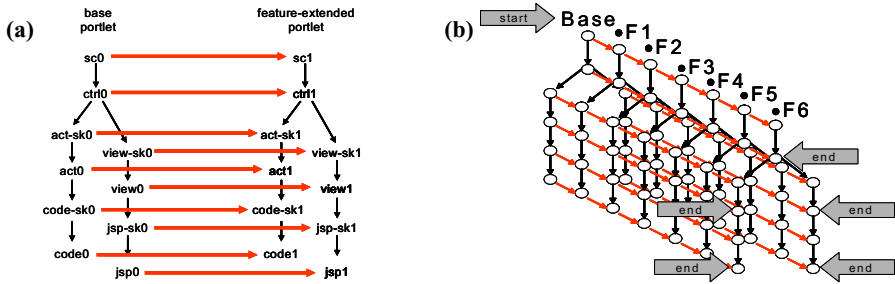 (a)
base
portlet
feature-extended
portlet
sc0
sc1
ctrl0
ctrl1
act-sk0
act-sk1
view-sk0
view-sk1
act0
act1
view0
view1
code-sk0
code-sk1
jsp-sk0
jsp-sk1
code0
code1
jsp0
jsp1
(b)
start
Base
•F1
•F2
•F3
•F4
•F5
•F6
end
end
end
end
end